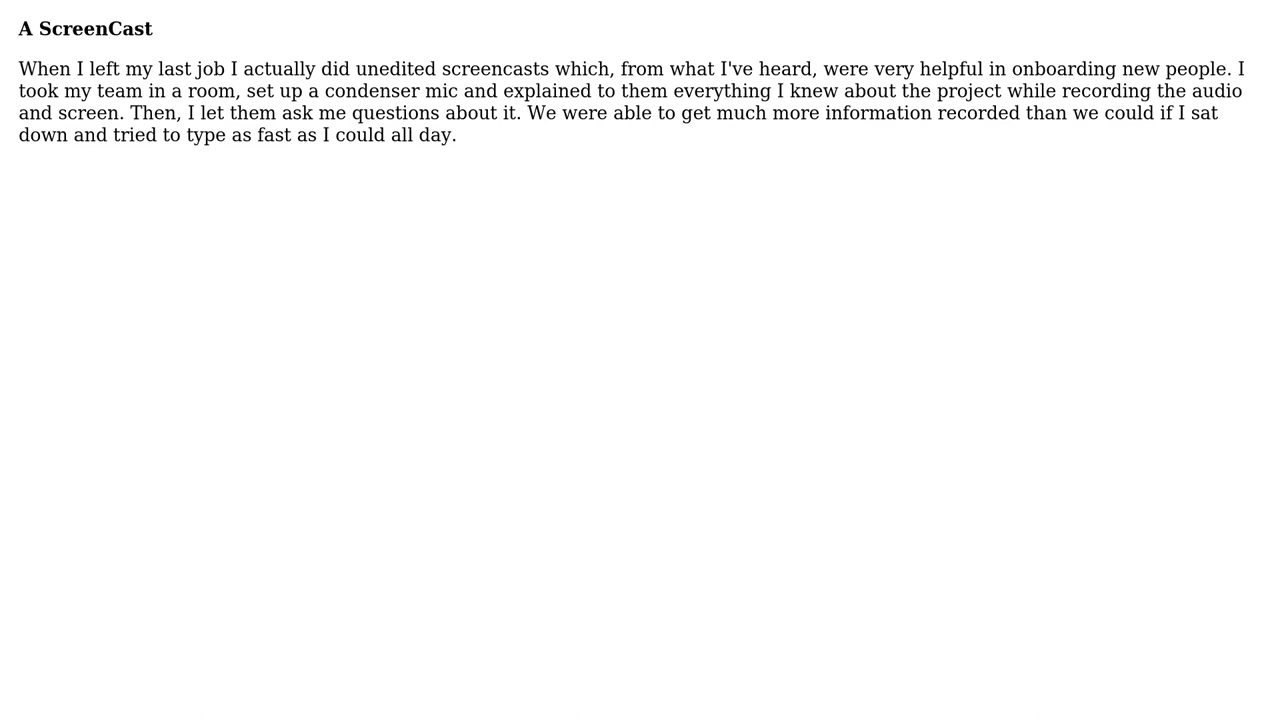 A ScreenCast
When I left my last job I actually did unedited screencasts which, from what I've heard, were very helpful in onboarding new people. I
took my team in a room, set up a condenser mic and explained to them everything I knew about the project while recording the audio
and screen. Then, I let them ask me questions about it. We were able to get much more information recorded than we could if I sat
down and tried to type as fast as I could all day.